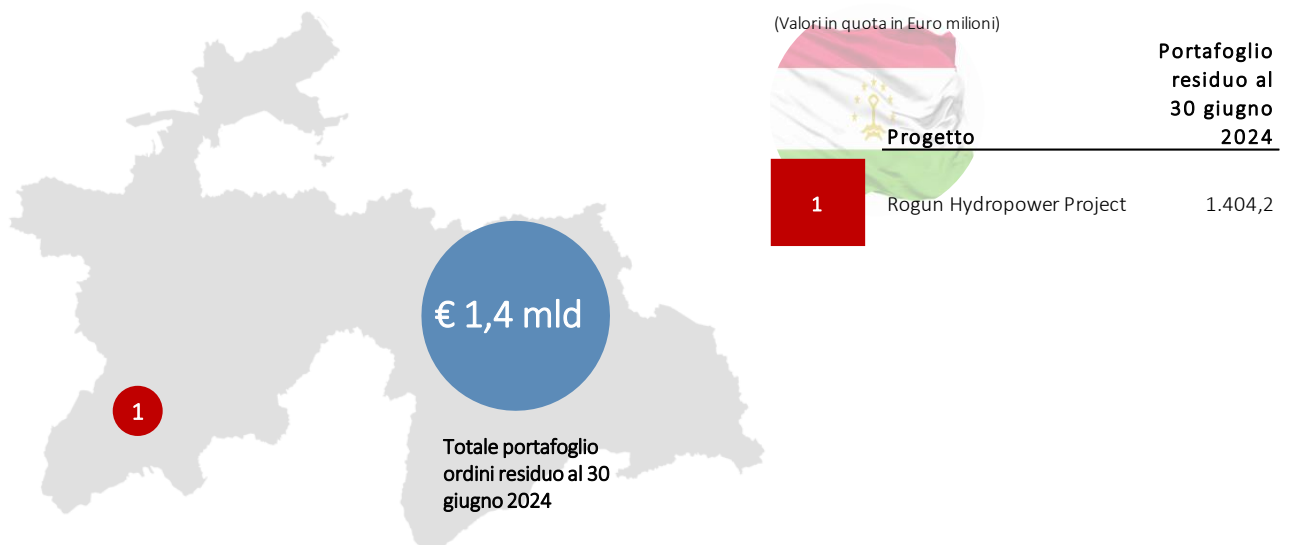 (Valori in quota in Euro milioni)
Portafoglio
residuo al
30 giugno
Progetto 2024
1 Rogun Hydropower Project 1.404,2
€ 1,4 mld
1
Totale portafoglio
ordini residuo al 30
giugno 2024